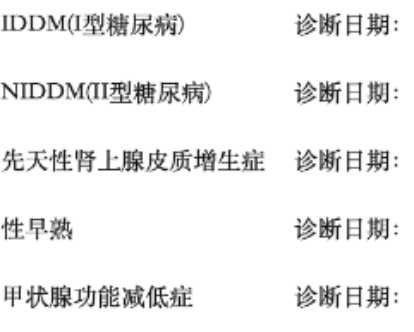 IDDM(I型糖尿病) 诊断日期:
NIDDM(II型糖尿病) 诊断日期:
先天性肾上腺皮质增生症 诊断日期:
性早熟 诊断日期:
甲状腺功能减低症 诊断日期: